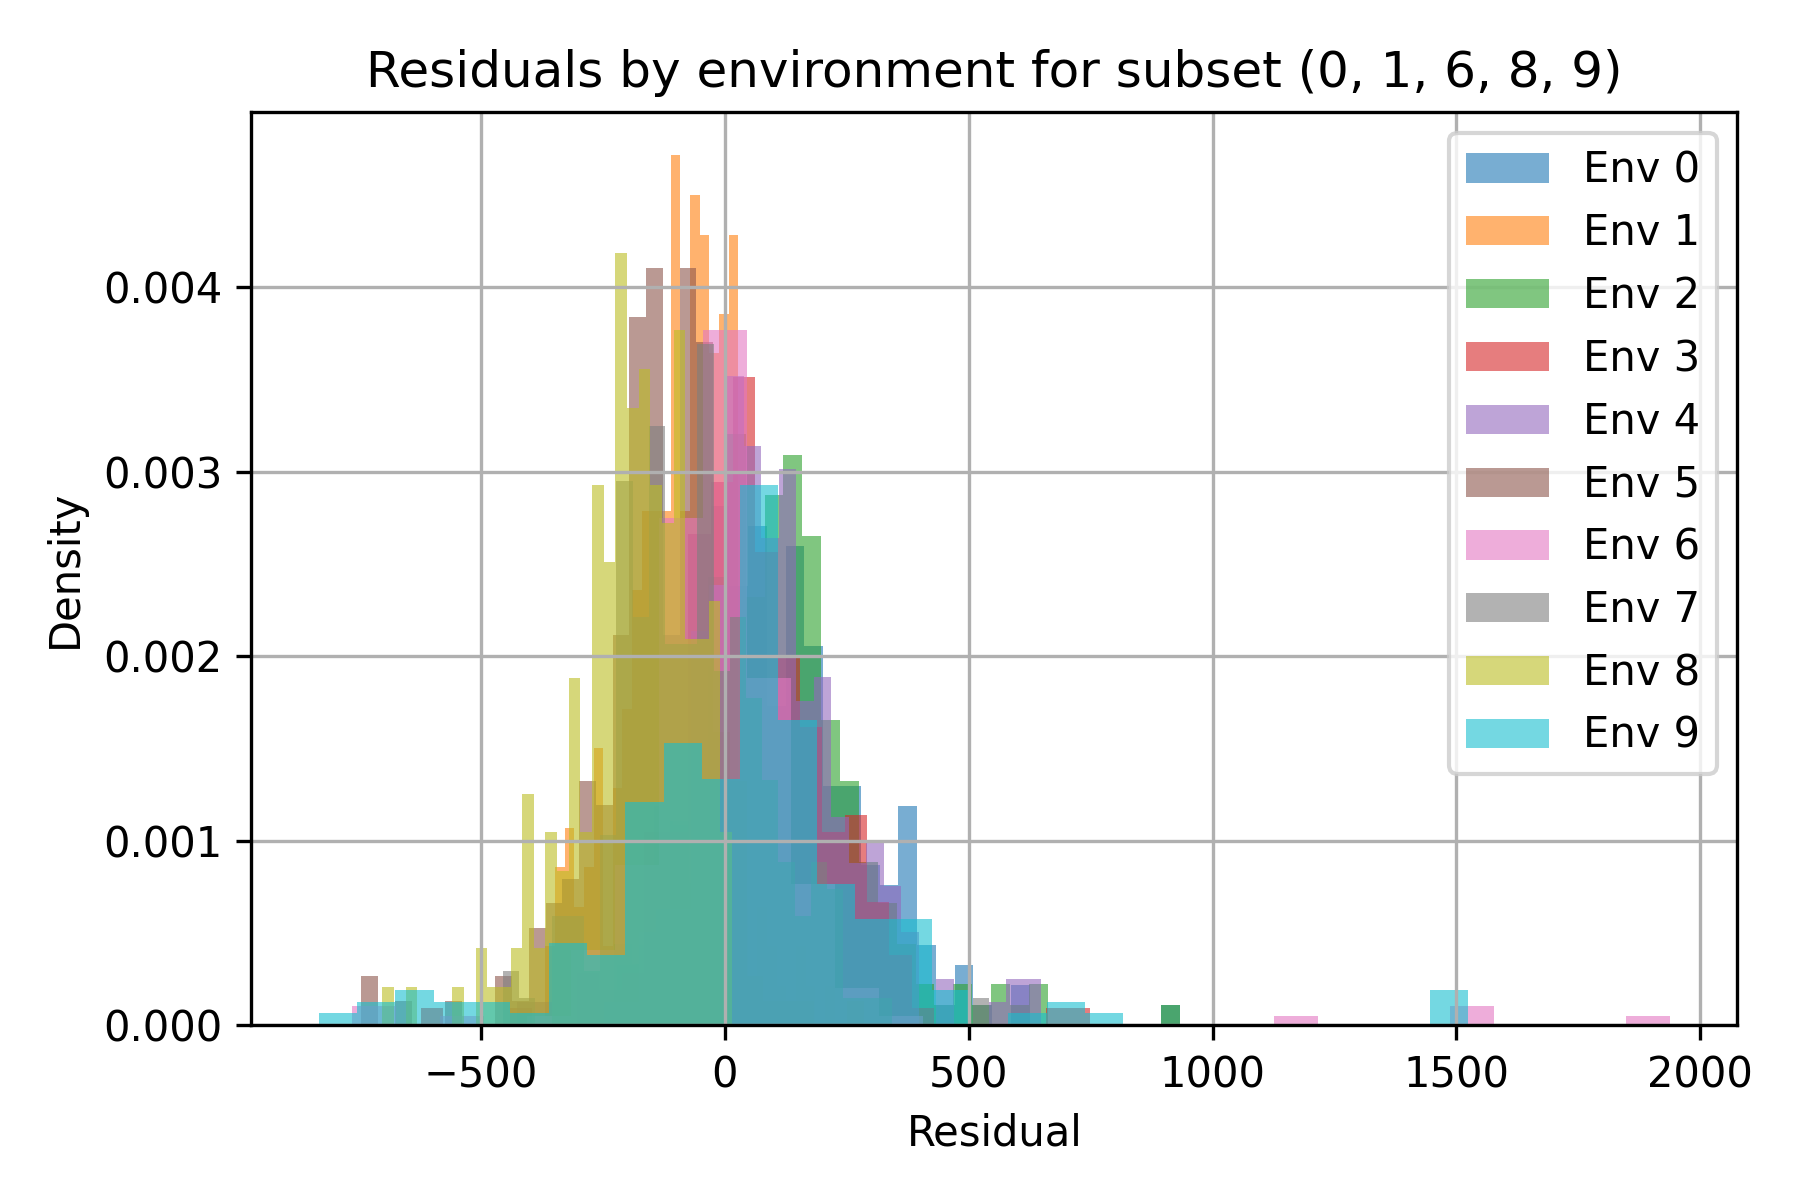 Residuals by environment for subset (0, 1, 6, 8, 9)
Env 0
Env 1
Env 2
Env 3
Env 4
Env 5
Env 6
Env 7
Env 8
Env 9
Density
0.004
0.003
0.002
0.001
0.000
−500 0 500 1000 1500 2000
Residual